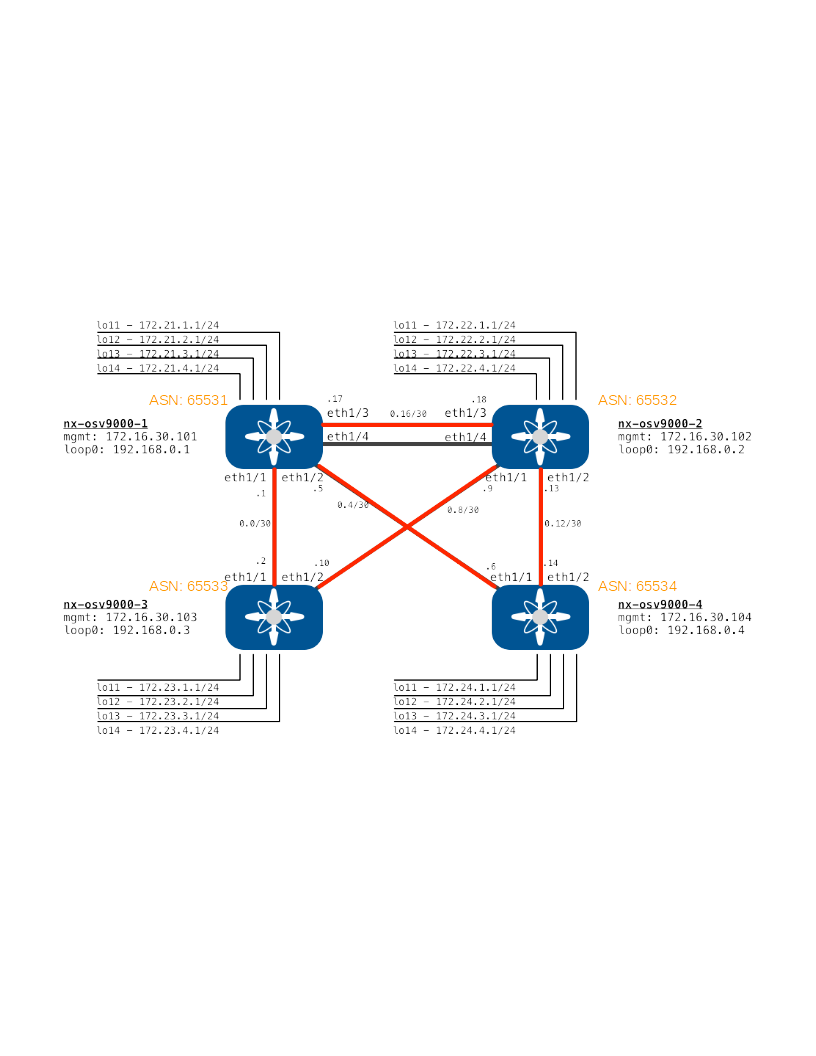 lo11 - 172.21.1.1/24
lo12 - 172.21.2.1/24
lo13 - 172.21.3.1/24
lo14 - 172.21.4.1/24
lo11 - 172.22.1.1/24
lo12 - 172.22.2.1/24
lo13 - 172.22.3.1/24
lo14 - 172.22.4.1/24
ASN: 65531
nx-osv9000-1
mgmt: 172.16.30.101
loop0: 192.168.0.1
.17
eth1/3
0.16/30
.18
eth1/3
eth1/4
eth1/4
ASN: 65532
nx-osv9000-2
mgmt: 172.16.30.102
loop0: 192.168.0.2
eth1/1
eth1/2
.1
.5
eth1/1
eth1/2
.9
.13
0.0/30
0.4/30
0.8/30
0.12/30
.2
.10
eth1/1
eth1/2
.6
.14
eth1/1
eth1/2
ASN: 65533
nx-osv9000-3
mgmt: 172.16.30.103
loop0: 192.168.0.3
ASN: 65534
nx-osv9000-4
mgmt: 172.16.30.104
loop0: 192.168.0.4
lo11 - 172.23.1.1/24
lo12 - 172.23.2.1/24
lo13 - 172.23.3.1/24
lo14 - 172.23.4.1/24
lo11 - 172.24.1.1/24
lo12 - 172.24.2.1/24
lo13 - 172.24.3.1/24
lo14 - 172.24.4.1/24